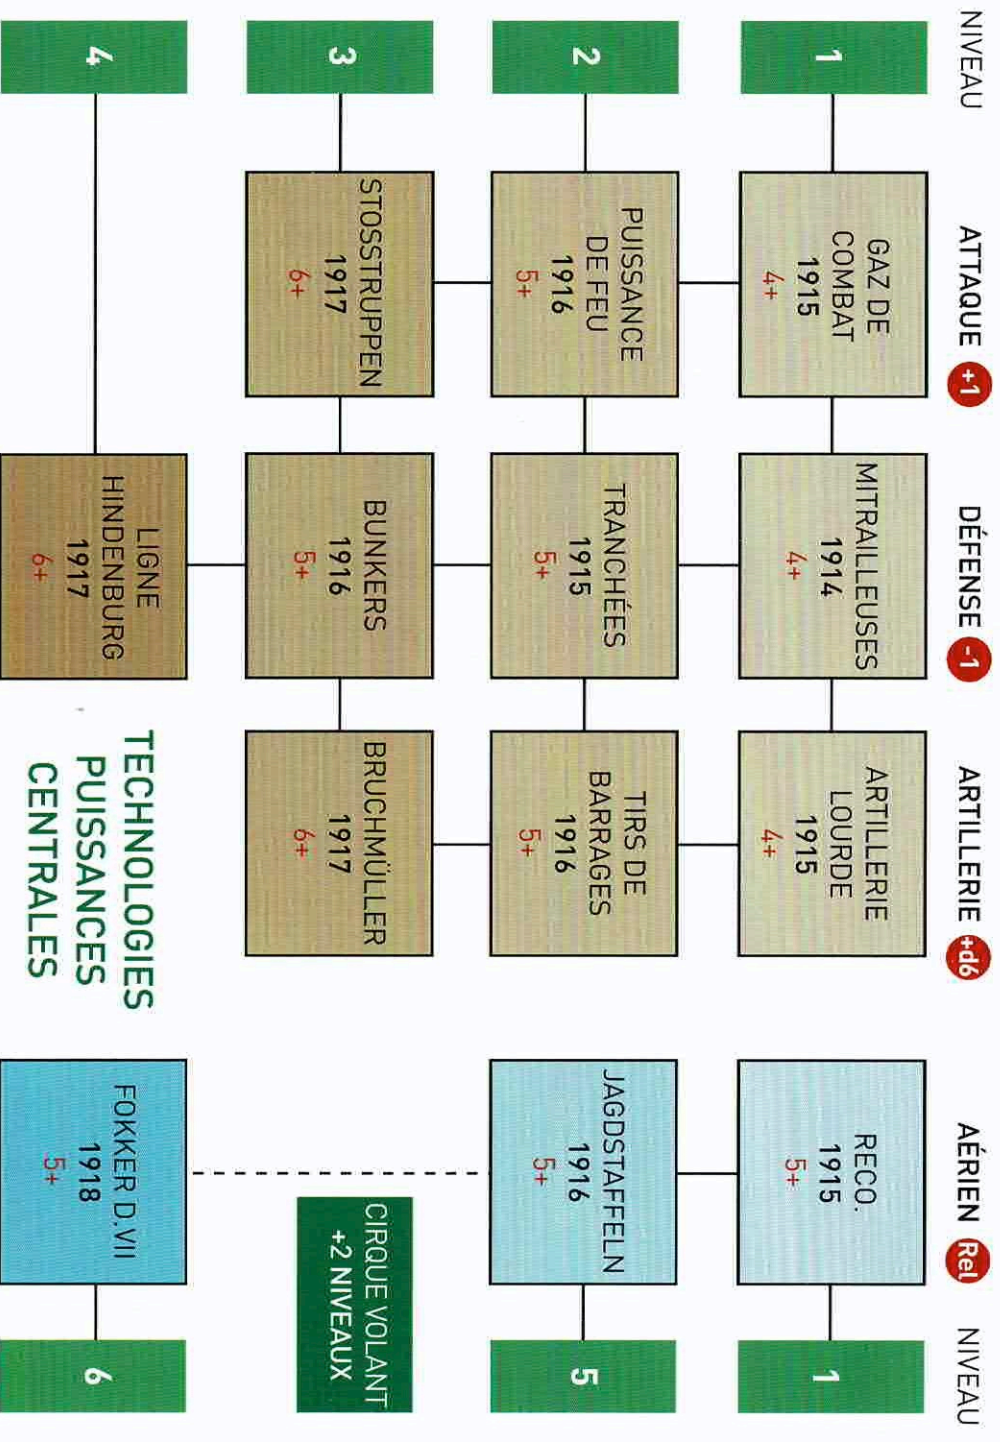 NIVEAU
ATTAQUE +1
DÉFENSE -1
ARTILLERIE +d6
AÉRIEN Rel
NIVEAU
1
GAZ DE
COMBAT
1915
4+
MITRAILLEUSES
1914
4+
ARTILLERIE
LOURDE
1915
4+
RECO.
1915
5+
1
2
PUISSANCE
DE FEU
1916
5+
TRANCHÉES
1915
5+
TIRS DE
BARRAGES
1916
5+
JAGDSTAFFELN
1916
5+
5
3
STOSSTRUPPEN
1917
6+
BUNKERS
1916
5+
BRUCHMÜLLER
1917
6+
CIRQUE VOLANT
+2 NIVEAUX
4
LIGNE
HINDENBURG
1917
6+
TECHNOLOGIES
PUISSANCES
CENTRALES
FOKKER D.VII
1918
5+
6